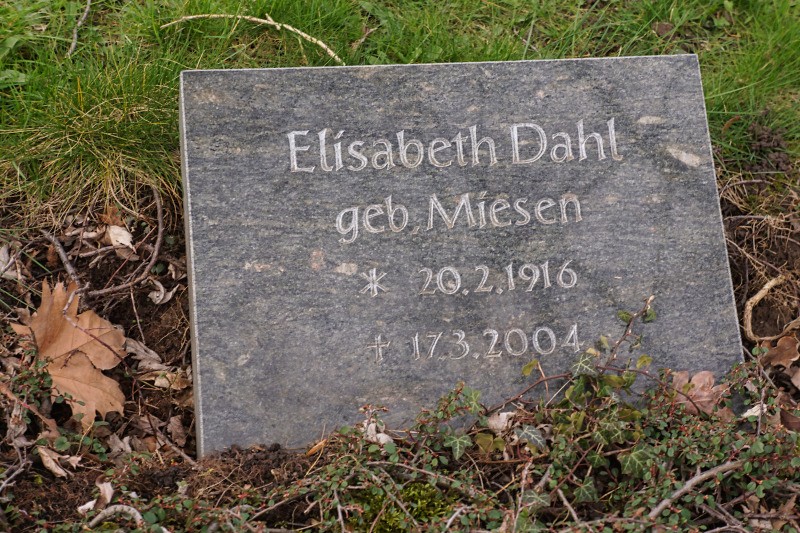 Elisabeth Dahl
geb. Miesen
* 20.2.1916
† 17.3.2004